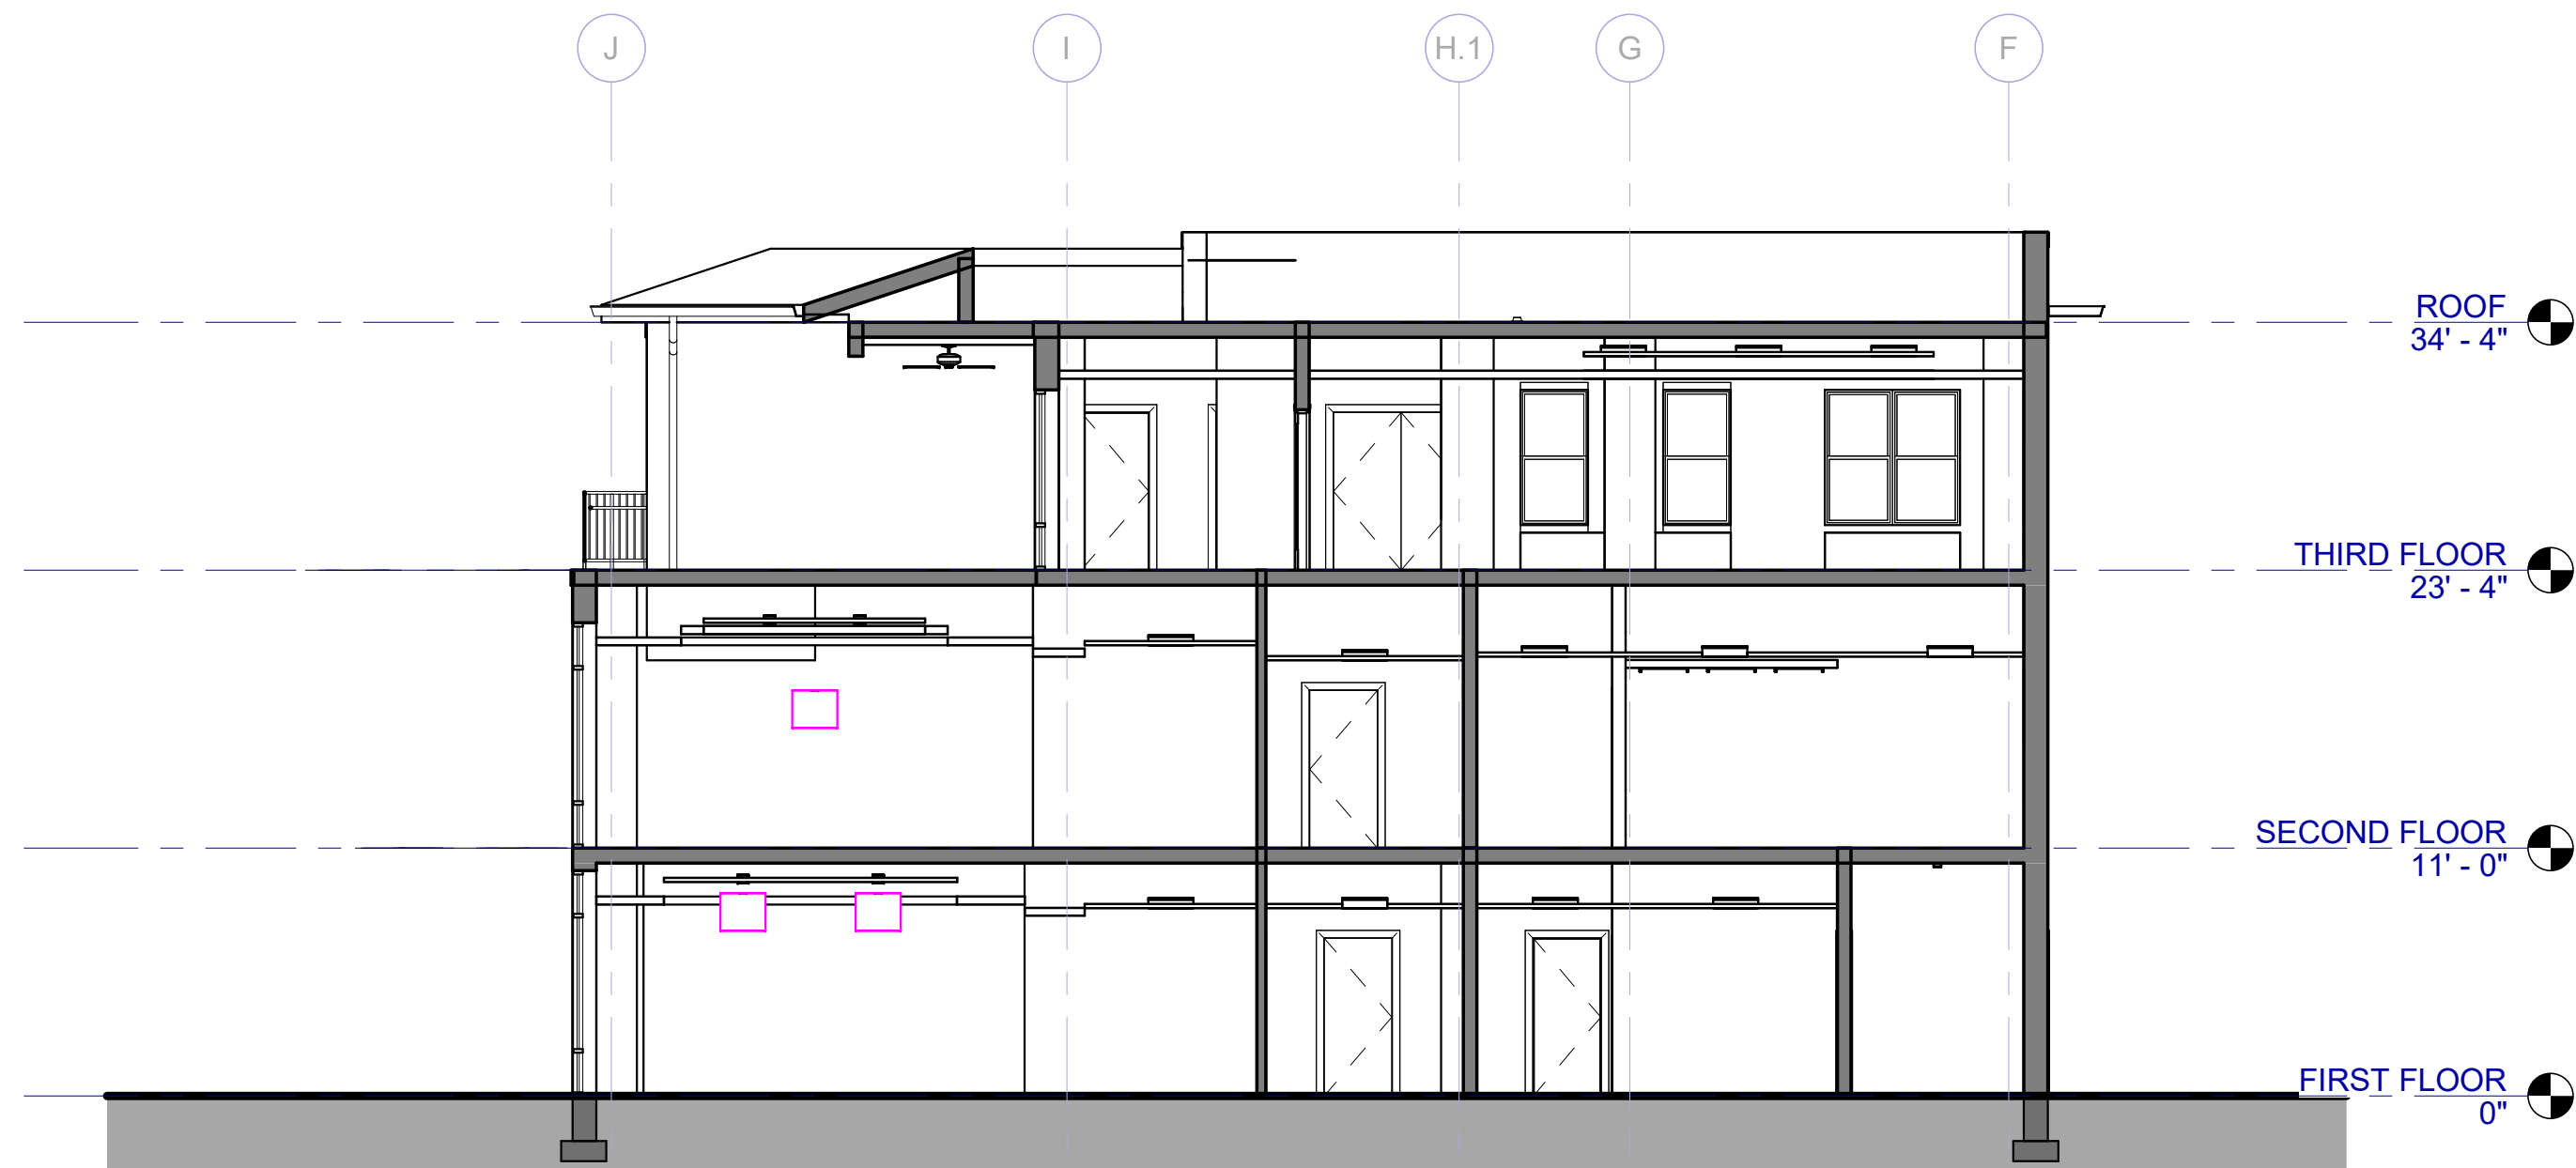 J
I
H.1
G
F
ROOF
34' - 4"
THIRD FLOOR
23' - 4"
SECOND FLOOR
11' - 0"
FIRST FLOOR
0"